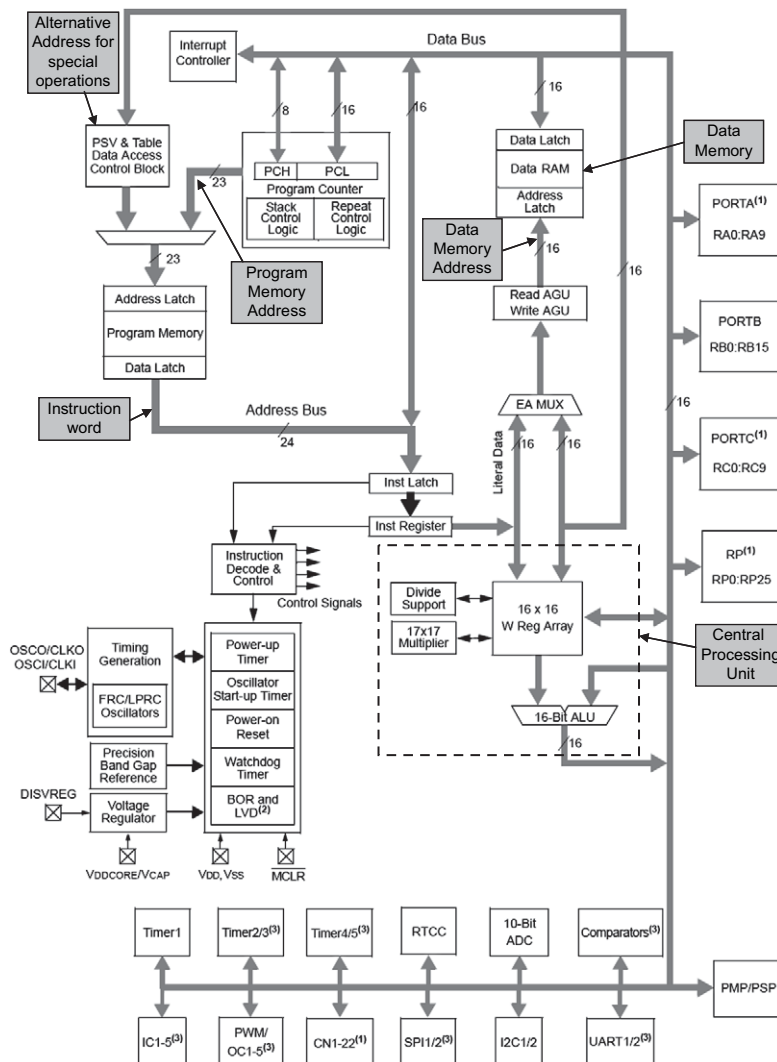 Alternative
Address for
special
operations
Interrupt
Controller
Data Bus
8
16
16
16
PSV & Table
Data Access
Control Block
23
PCH
PCL
Program Counter
Stack
Control
Logic
Repeat
Control
Logic
Data Latch
Data RAM
Address
Latch
Data
Memory
PORTA(1)
RA0:RA9
23
Program
Memory
Address
Data
Memory
Address
16
16
Address Latch
Program Memory
Data Latch
Read AGU
Write AGU
PORTB
RB0:RB15
Instruction
word
Address Bus
24
EA MUX
16
Literal Data
16
16
PORTC(1)
RC0:RC9
Inst Latch
Inst Register
Instruction
Decode &
Control
Control Signals
RP(1)
RP0:RP25
Divide
Support
16 x 16
W Reg Array
17x17
Multiplier
Central
Processing
Unit
OSCO/CLKO
OSCI/CLKI
Timing
Generation
FRC/LPRC
Oscillators
Power-up
Timer
Oscillator
Start-up Timer
Power-on
Reset
Watchdog
Timer
BOR and
LVD(2)
16-Bit ALU
16
Precision
Band Gap
Reference
DISVREG
Voltage
Regulator
VDDCORE/VCAP
VDD,VSS
MCLR
Timer1
Timer2/3(3)
Timer4/5(3)
RTCC
10-Bit
ADC
Comparators(3)
PMP/PSP
IC1-5(3)
PWM/
OC1-5(3)
CN1-22(1)
SPI1/2(3)
I2C1/2
UART1/2(3)